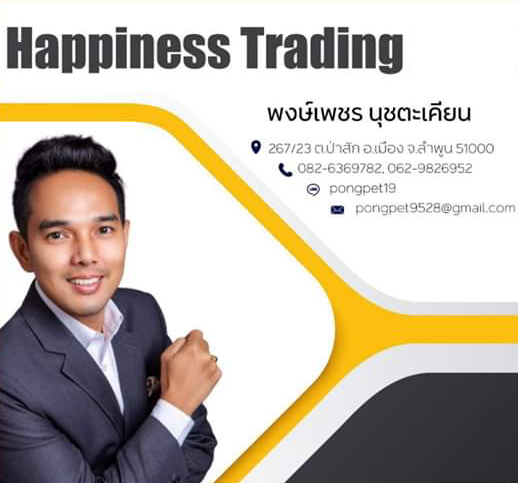 Happiness Trading
พงษ์เพชร นุชตะเคียน
267/23 ต.ป่าสัก อ.เมือง จ.ลำพูน 51000
082-6369782, 062-9826952
pongpet19
pongpet9528@gmail.com